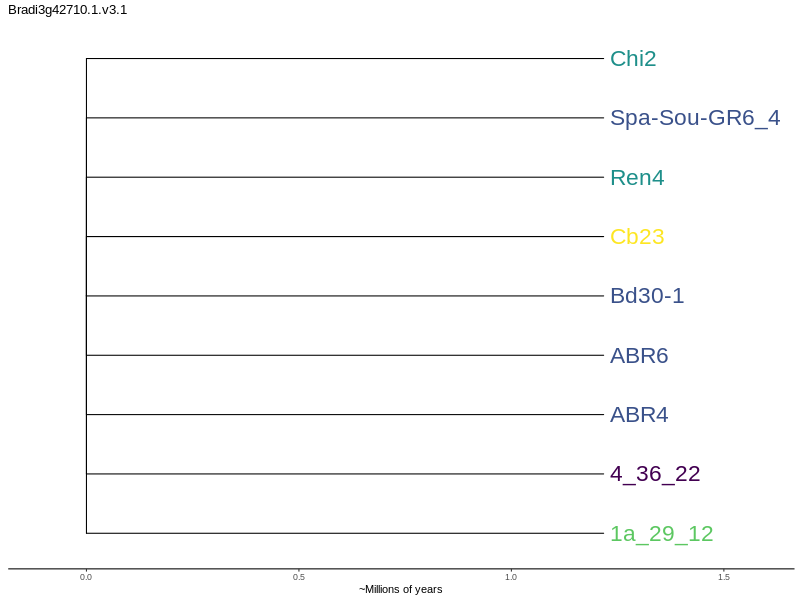 Bradi3g42710.1.v3.1
Chi2
Spa-Sou-GR6_4
Ren4
Cb23
Bd30-1
ABR6
ABR4
4_36_22
1a_29_12
0.0 0.5 1.0 1.5
~Millions of years